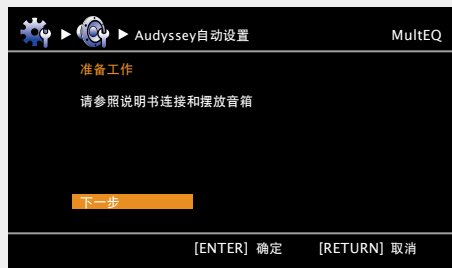 Audyssey自动设置 MultEQ
准备工作
请参照说明书连接和摆放音箱
下一步
[ENTER] 确定 [RETURN] 取消